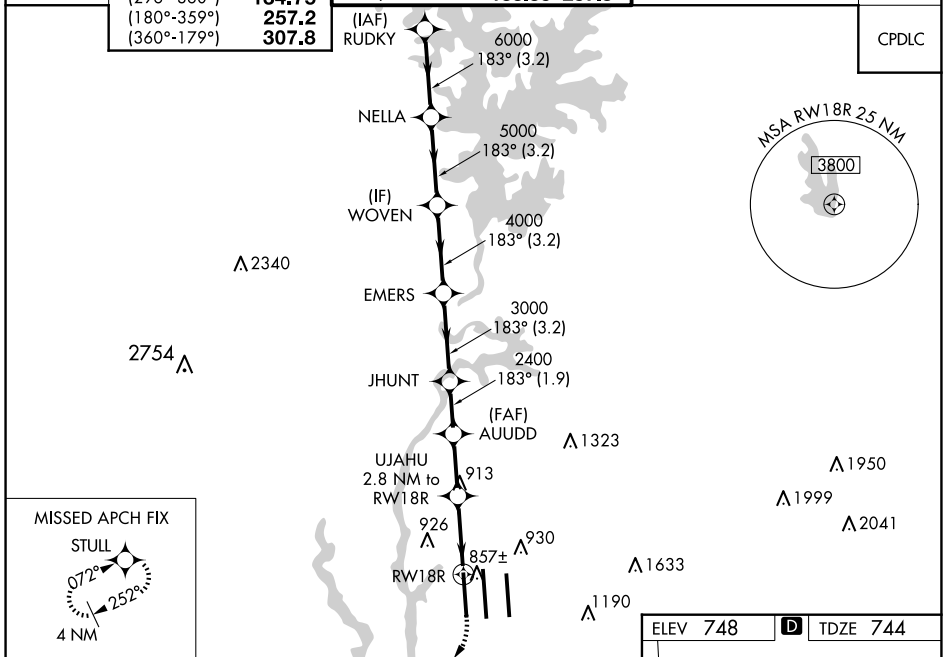 (180°-359°) 257.2
(360°-179°) 307.8
(IAF)
RUDKY
6000
183° (3.2)
CPDLC
NELLA
5000
183° (3.2)
MSA RW18R 25 NM
3800
(IF)
WOVEN
4000
183° (3.2)
2340
EMERS
3000
183° (3.2)
2754
2400
183° (1.9)
JHUNT
(FAF)
AUUDD
1323
UJAHU
2.8 NM to
RW18R
913
1950
1999
2041
MISSED APCH FIX
STULL
072°
252°
4 NM
926
930
857±
RW18R
1633
1190
ELEV 748 D TDZE 744